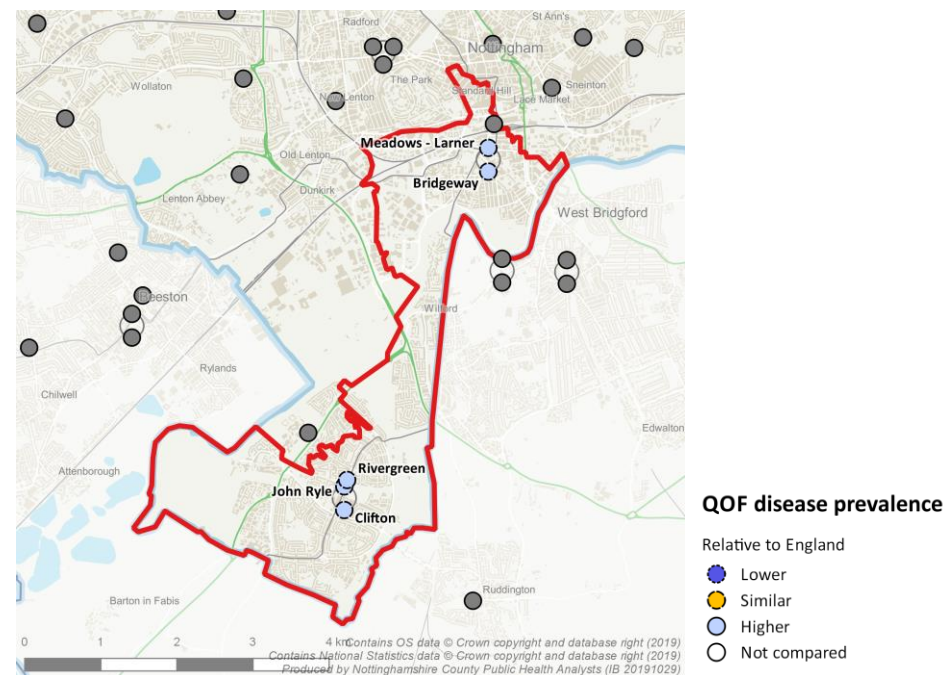 St Ann's
Radford
Nottingham
The Park
Sneinton
Wollaton
Standard Hill
New Lenton
Lace Market
Meadows - Larner
Old Lenton
Bridgeway
Dunkirk
Lenton Abbey
West Bridgford
Beeston
Wilford
Rylands
Chilwell
Edwalton
Rivergreen
Attenborough
John Ryle
Clifton
QOF disease prevalence
Relative to England
Lower
Similar
Higher
Not compared
Ruddington
Barton in Fabis
0 1 2 3 4 km
Contains OS data © Crown copyright and database right (2019)
Contains National Statistics data © Crown copyright and database right (2019)
Produced by Nottinghamshire County Public Health Analysts (IB 20191029)